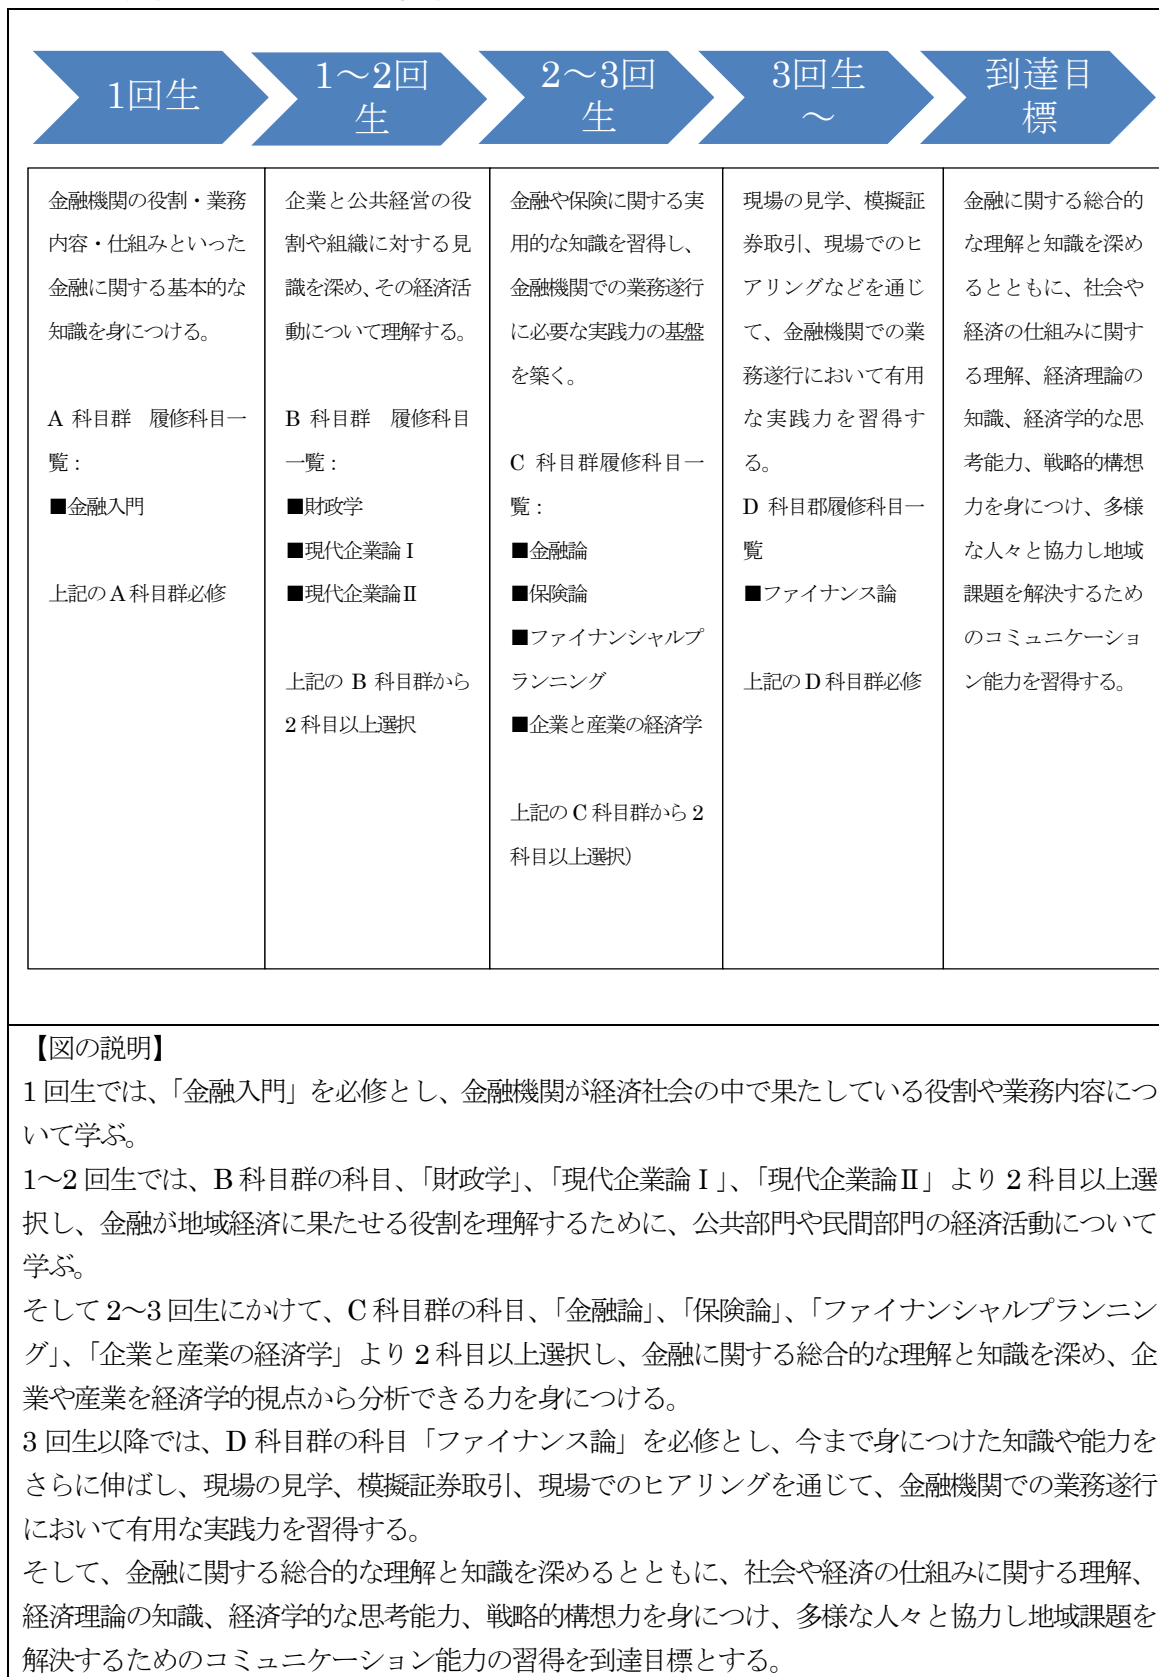 1回生
1～2回
生
2～3回
生
3回生
～
到達目
標
金融機関の役割・業務
内容・仕組みといった
金融に関する基本的な
知識を身につける。
A 科目群　履修科目一
覧：
■金融入門
上記のA科目群必修
企業と公共経営の役
割や組織に対する見
識を深め、その経済活
動について理解する。
B 科目群　履修科目
一覧：
■財政学
■現代企業論Ⅰ
■現代企業論Ⅱ
上記の B 科目群から
2科目以上選択
金融や保険に関する実
用的な知識を習得し、
金融機関での業務遂行
に必要な実践力の基盤
を築く。
C 科目群履修科目一
覧：
■金融論
■保険論
■ファイナンシャルプ
ランニング
■企業と産業の経済学
上記のC科目群から2
科目以上選択）
現場の見学、模擬証
券取引、現場でのヒ
アリングなどを通じ
て、金融機関での業
務遂行において有用
な実践力を習得す
る。
D 科目郡履修科目一
覧
■ファイナンス論
上記のD科目群必修
金融に関する総合的
な理解と知識を深め
るとともに、社会や
経済の仕組みに関す
る理解、経済理論の
知識、経済学的な思
考能力、戦略的構想
力を身につけ、多様
な人々と協力し地域
課題を解決するため
のコミュニケーショ
ン能力を習得する。
【図の説明】
1回生では、「金融入門」を必修とし、金融機関が経済社会の中で果たしている役割や業務内容につ
いて学ぶ。
1～2回生では、B科目群の科目、「財政学」、「現代企業論Ⅰ」、「現代企業論Ⅱ」より2科目以上選
択し、金融が地域経済に果たせる役割を理解するために、公共部門や民間部門の経済活動について
学ぶ。
そして2～3回生にかけて、C科目群の科目、「金融論」、「保険論」、「ファイナンシャルプランニン
グ」、「企業と産業の経済学」より2科目以上選択し、金融に関する総合的な理解と知識を深め、企
業や産業を経済学的視点から分析できる力を身につける。
3回生以降では、D科目群の科目「ファイナンス論」を必修とし、今まで身につけた知識や能力を
さらに伸ばし、現場の見学、模擬証券取引、現場でのヒアリングを通じて、金融機関での業務遂行
において有用な実践力を習得する。
そして、金融に関する総合的な理解と知識を深めるとともに、社会や経済の仕組みに関する理解、
経済理論の知識、経済学的な思考能力、戦略的構想力を身につけ、多様な人々と協力し地域課題を
解決するためのコミュニケーション能力の習得を到達目標とする。